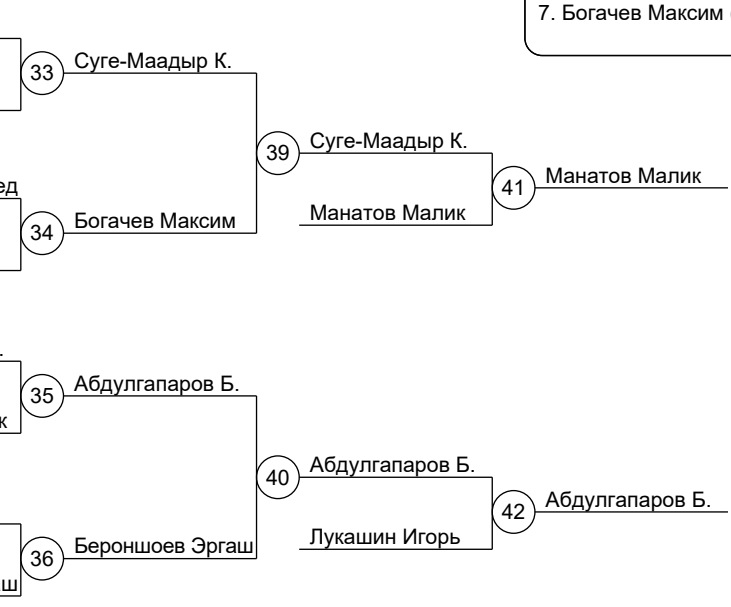 7. Богачев Максим
33 Суге-Маадыр К.
39 Суге-Маадыр К.
41 Манатов Малик
Манатов Малик
34 Богачев Максим
35 Абдулгапаров Б.
40 Абдулгапаров Б.
42 Абдулгапаров Б.
Лукашин Игорь
36 Бероншоев Эргаш